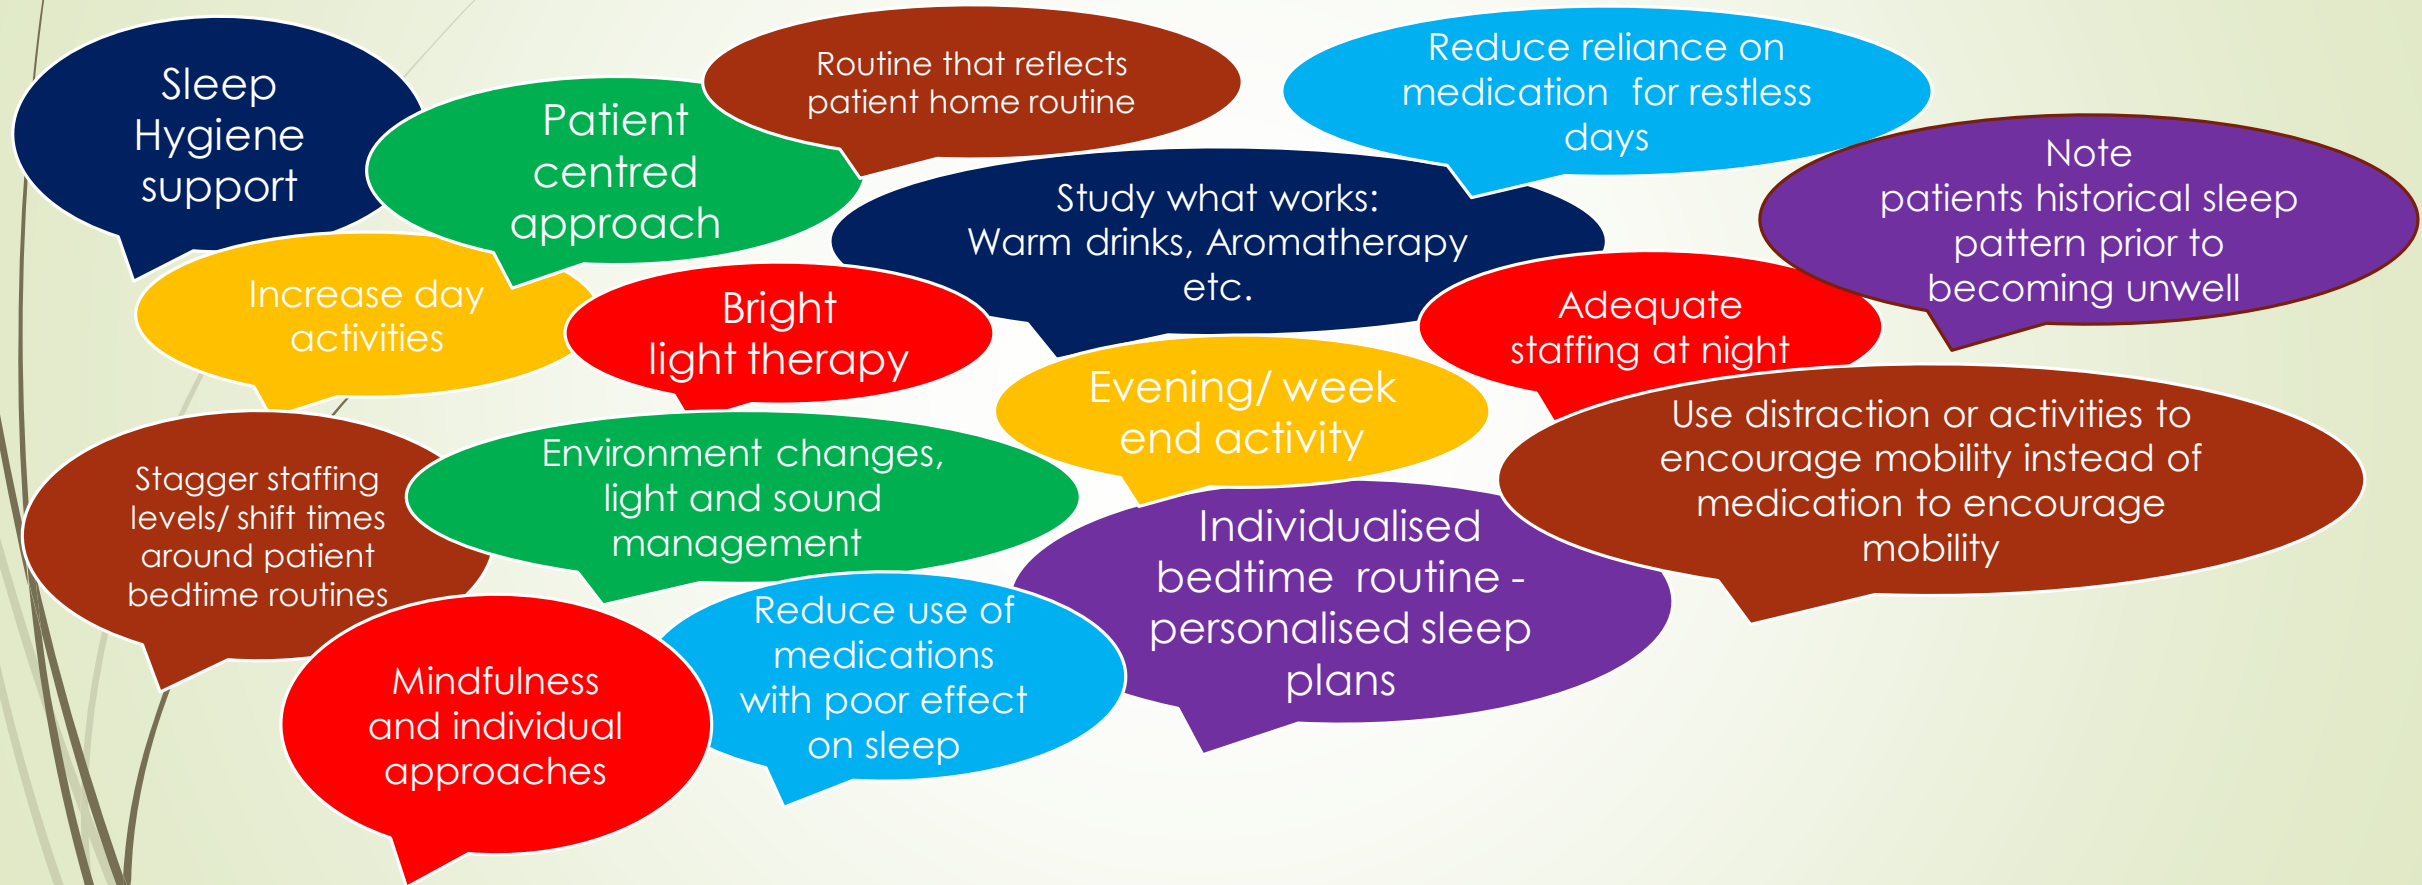 Sleep
Hygiene
support
Patient
centred
approach
Routine that reflects
patient home routine
Reduce reliance on
medication for restless
days
Note
patients historical sleep
pattern prior to
becoming unwell
Study what works:
Warm drinks, Aromatherapy
etc.
Increase day
activities
Bright
light therapy
Adequate
staffing at night
Evening/ week
end activity
Use distraction or activities to
encourage mobility instead of
medication to encourage
mobility
Stagger staffing
levels/ shift times
around patient
bedtime routines
Environment changes,
light and sound
management
Individualised
bedtime routine -
personalised sleep
plans
Reduce use of
medications
with poor effect
on sleep
Mindfulness
and individual
approaches